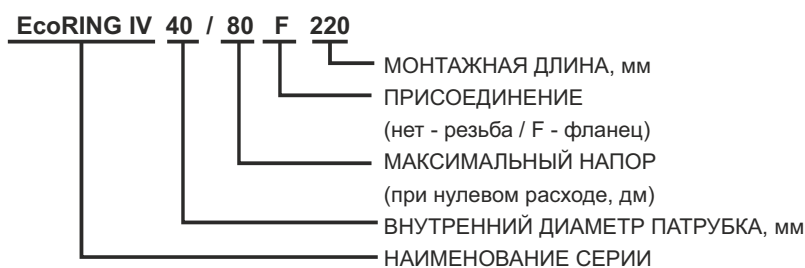 EcoRING IV 40 / 80 F 220
МОНТАЖНАЯ ДЛИНА, мм
ПРИСОЕДИНЕНИЕ
(нет - резьба / F - фланец)
МАКСИМАЛЬНЫЙ НАПОР
(при нулевом расходе, дм)
ВНУТРЕННИЙ ДИАМЕТР ПАТРУБКА, мм
НАИМЕНОВАНИЕ СЕРИИ